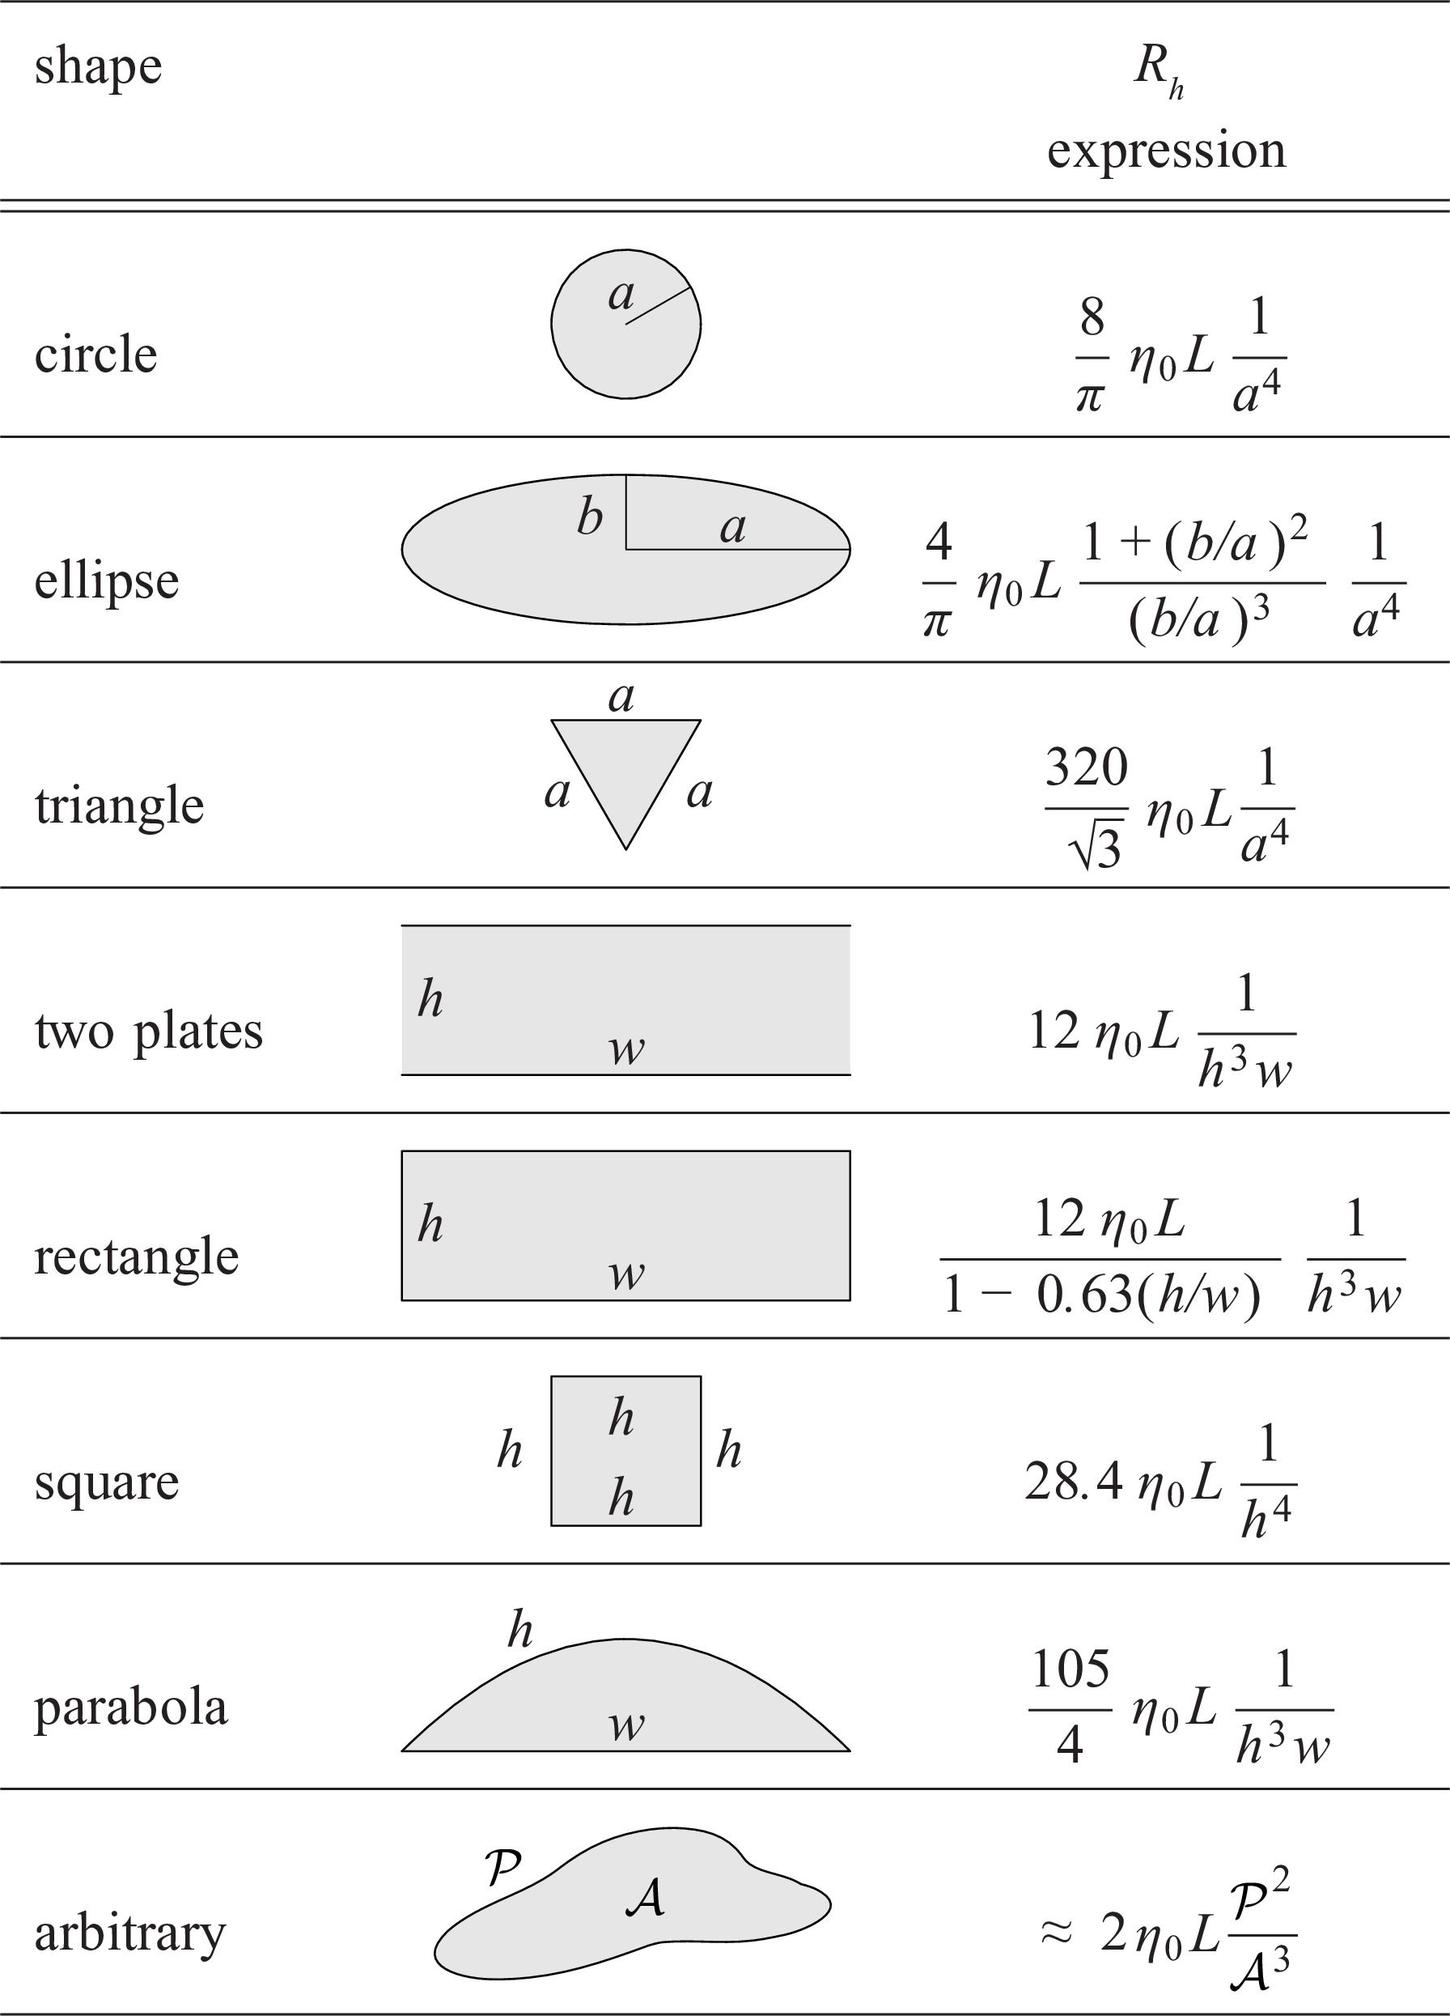 shape R_h
expression
a
circle \frac{8}{\pi} \eta_0 L \frac{1}{a^4}
b a
ellipse \frac{4}{\pi} \eta_0 L \frac{1 + (b/a)^2}{(b/a)^3} \frac{1}{a^4}
a
a a
triangle \frac{320}{\sqrt{3}} \eta_0 L \frac{1}{a^4}
h
w
two plates 12 \eta_0 L \frac{1}{h^3 w}
h
w
rectangle \frac{12 \eta_0 L}{1 - 0.63(h/w)} \frac{1}{h^3 w}
h
h h
h
square 28.4 \eta_0 L \frac{1}{h^4}
h
w
parabola \frac{105}{4} \eta_0 L \frac{1}{h^3 w}
\mathcal{P}
\mathcal{A}
arbitrary \approx 2 \eta_0 L \frac{\mathcal{P}^2}{\mathcal{A}^3}